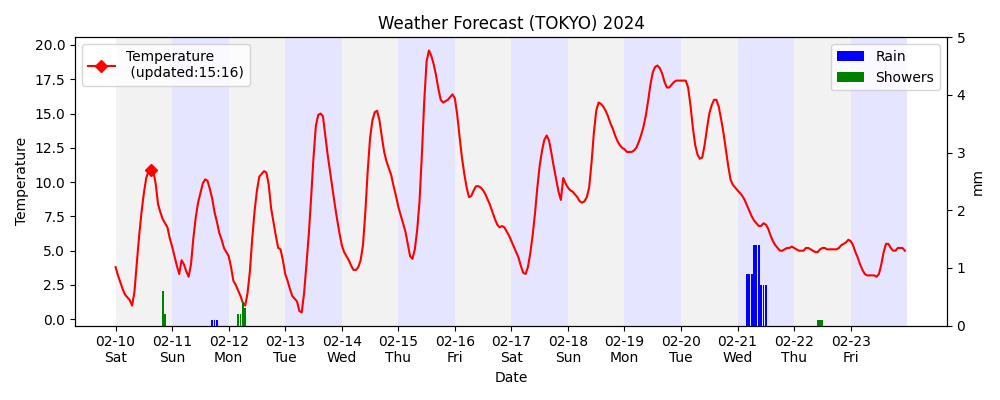 Weather Forecast (TOKYO) 2024
Temperature
(updated:15:16)
Rain
Showers
20.0
17.5
15.0
12.5
10.0
7.5
5.0
2.5
0.0
Temperature
5
4
3
2
1
0
mm
02-10 02-11 02-12 02-13 02-14 02-15 02-16 02-17 02-18 02-19 02-20 02-21 02-22 02-23
Sat Sun Mon Tue Wed Thu Fri Sat Sun Mon Tue Wed Thu Fri
Date